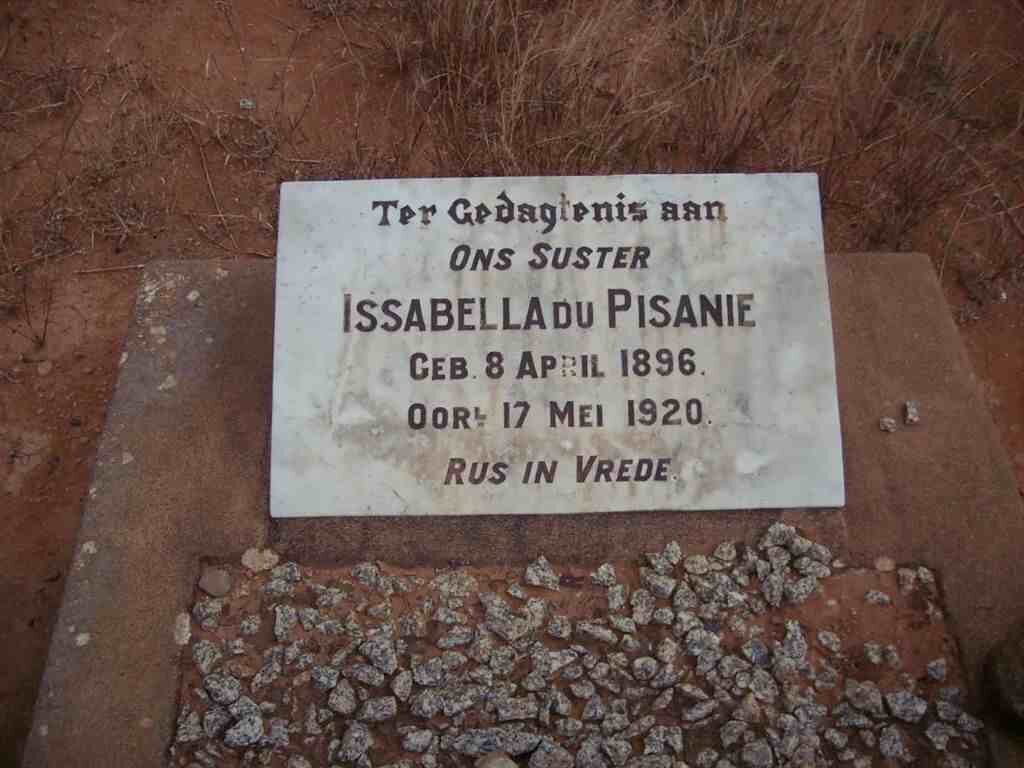 Ter Gedagtenis aan
ONS SUSTER
ISSABELLA DU PISANIE
GEB. 8 APRIL 1896.
OORL 17 MEI 1920.
RUS IN VREDE.